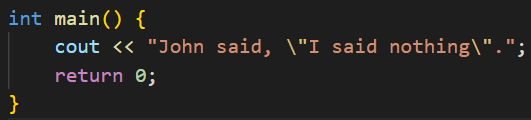 int main() {
    cout << "John said, \"I said nothing\".";
    return 0;
}